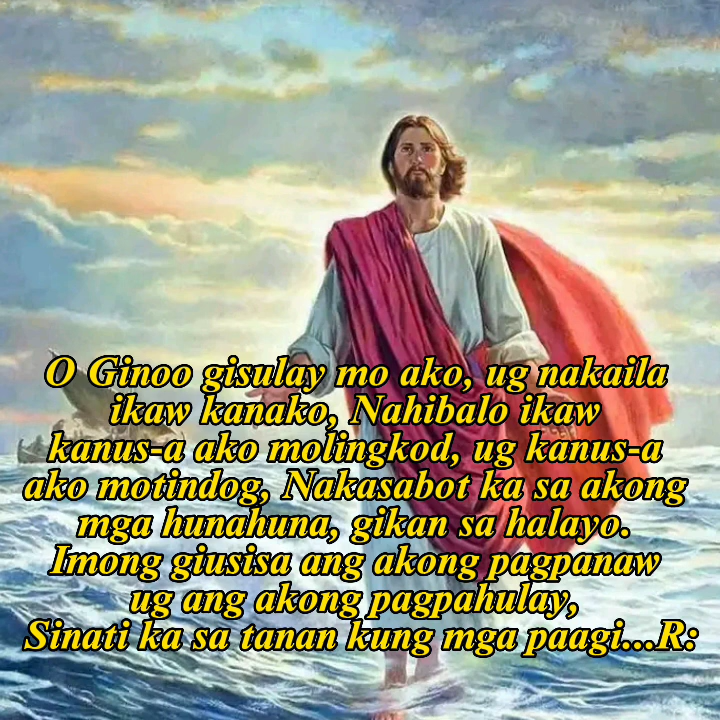 O Ginoo gisulay mo ako, ug nakaila
ikaw kanako, Nahibalo ikaw
kanus-a ako molingkod, ug kanus-a
ako motindog, Nakasabot ka sa akong
mga hunahuna, gikan sa halayo.
Imong giusisa ang akong pagpanaw
ug ang akong pagpahulay,
Sinati ka sa tanan kung mga paagi...R: